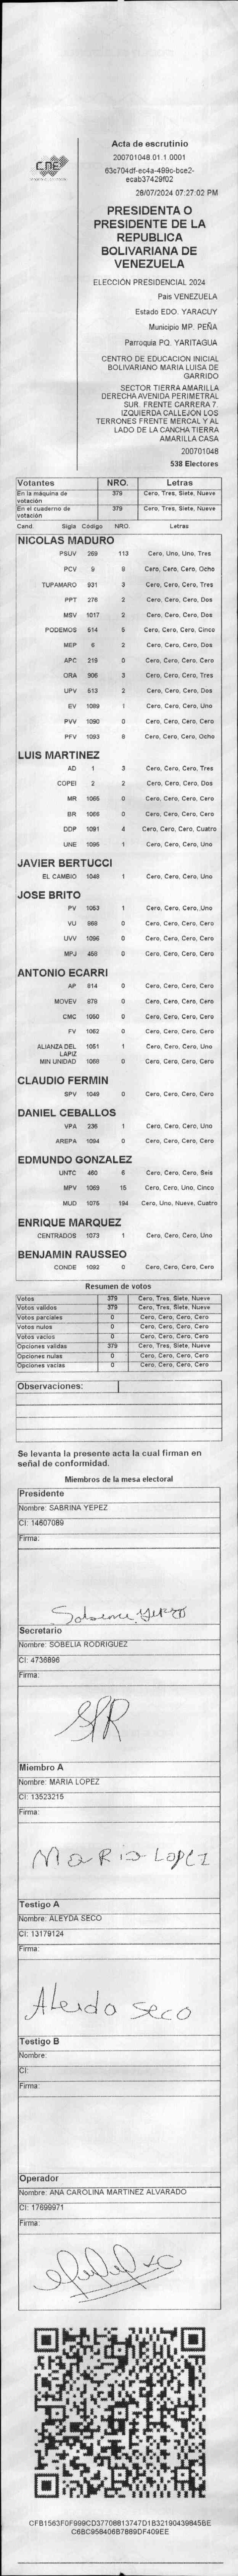 CNE
Acta de escrutinio
200701048.01.1.0001
28/07/2024 07:27:02 PM
PRESIDENTA O
PRESIDENTE DE LA
REPUBLICA
BOLIVARIANA DE
VENEZUELA
ELECCIÓN PRESIDENCIAL 2024
Pais VENEZUELA
Estado EDO. YARACUY
Municipio MP. PEÑA
Parroquia PQ. YARITAGUA
CENTRO DE EDUCACION INICIAL
BOLIVARIANO MARIA LUISA DE
GARRIDO
SECTOR TIERRA AMARILLA
DERECHA AVENIDA PERIMETRAL
SUR. FRENTE CARRERA 7.
IZQUIERDA CALLEJON LOS
TERRONES FRENTE MERCAL Y AL
LADO DE LA CANCHA TIERRA
AMARILLA CASA
200701048
538 Electores
Votantes NRO. Letras
En la máquina de votación 379 Cero, Tres, Siete, Nueve
En el cuaderno de votación 379 Cero, Tres, Siete, Nueve
Cand. Sigla Código NRO. Letras
NICOLAS MADURO
PSUV 269 113 Cero, Uno, Uno, Tres
PCV 9 8 Cero, Cero, Cero, Ocho
TUPAMARO 931 3 Cero, Cero, Cero, Tres
PPT 276 2 Cero, Cero, Cero, Dos
MSV 1017 2 Cero, Cero, Cero, Dos
PODEMOS 514 5 Cero, Cero, Cero, Cinco
MEP 6 2 Cero, Cero, Cero, Dos
APC 219 0 Cero, Cero, Cero, Cero
ORA 906 3 Cero, Cero, Cero, Tres
UPV 513 2 Cero, Cero, Cero, Dos
EV 1089 1 Cero, Cero, Cero, Uno
PVV 1090 0 Cero, Cero, Cero, Cero
PFV 1093 8 Cero, Cero, Cero, Ocho
LUIS MARTINEZ
AD 1 3 Cero, Cero, Cero, Tres
COPEI 2 2 Cero, Cero, Cero, Dos
MR 1065 0 Cero, Cero, Cero, Cero
BR 1066 0 Cero, Cero, Cero, Cero
DDP 1091 4 Cero, Cero, Cero, Cuatro
UNE 1095 1 Cero, Cero, Cero, Uno
JAVIER BERTUCCI
EL CAMBIO 1048 1 Cero, Cero, Cero, Uno
JOSE BRITO
PV 1053 1 Cero, Cero, Cero, Uno
VU 968 0 Cero, Cero, Cero, Cero
UVV 1096 0 Cero, Cero, Cero, Cero
MPJ 458 0 Cero, Cero, Cero, Cero
ANTONIO ECARRI
AP 814 0 Cero, Cero, Cero, Cero
MOVEV 879 0 Cero, Cero, Cero, Cero
CMC 1050 0 Cero, Cero, Cero, Cero
FV 1062 0 Cero, Cero, Cero, Cero
ALIANZA DEL LAPIZ 1051 1 Cero, Cero, Cero, Uno
MIN UNIDAD 1068 0 Cero, Cero, Cero, Cero
CLAUDIO FERMIN
SPV 1049 0 Cero, Cero, Cero, Cero
DANIEL CEBALLOS
VPA 236 1 Cero, Cero, Cero, Uno
AREPA 1094 0 Cero, Cero, Cero, Cero
EDMUNDO GONZALEZ
UNTC 460 6 Cero, Cero, Cero, Seis
MPV 1069 15 Cero, Cero, Uno, Cinco
MUD 1075 194 Cero, Uno, Nueve, Cuatro
ENRIQUE MARQUEZ
CENTRADOS 1073 1 Cero, Cero, Cero, Uno
BENJAMIN RAUSSEO
CONDE 1092 0 Cero, Cero, Cero, Cero
Resumen de votos
Votos 379 Cero, Tres, Siete, Nueve
Votos validos 379 Cero, Tres, Siete, Nueve
Votos parciales 0 Cero, Cero, Cero, Cero
Votos nulos 0 Cero, Cero, Cero, Cero
Votos vacios 0 Cero, Cero, Cero, Cero
Opciones validas 379 Cero, Tres, Siete, Nueve
Opciones nulas 0 Cero, Cero, Cero, Cero
Opciones vacias 0 Cero, Cero, Cero, Cero
Observaciones:
Se levanta la presente acta la cual firman en
señal de conformidad.
Miembros de la mesa electoral
Presidente
Nombre: SABRINA YEPEZ
CI: 14607089
Firma:
Secretario
Nombre: SOBELIA RODRIGUEZ
CI: 4736896
Firma:
SR
Miembro A
Nombre: MARIA LOPEZ
CI: 13523215
Firma:
Maria Lopez
Testigo A
Nombre: ALEYDA SECO
CI: 13179124
Firma:
Aleida Seco
Testigo B
Nombre:
CI:
Firma:
Operador
Nombre: ANA CAROLINA MARTINEZ ALVARADO
CI: 17699971
Firma: